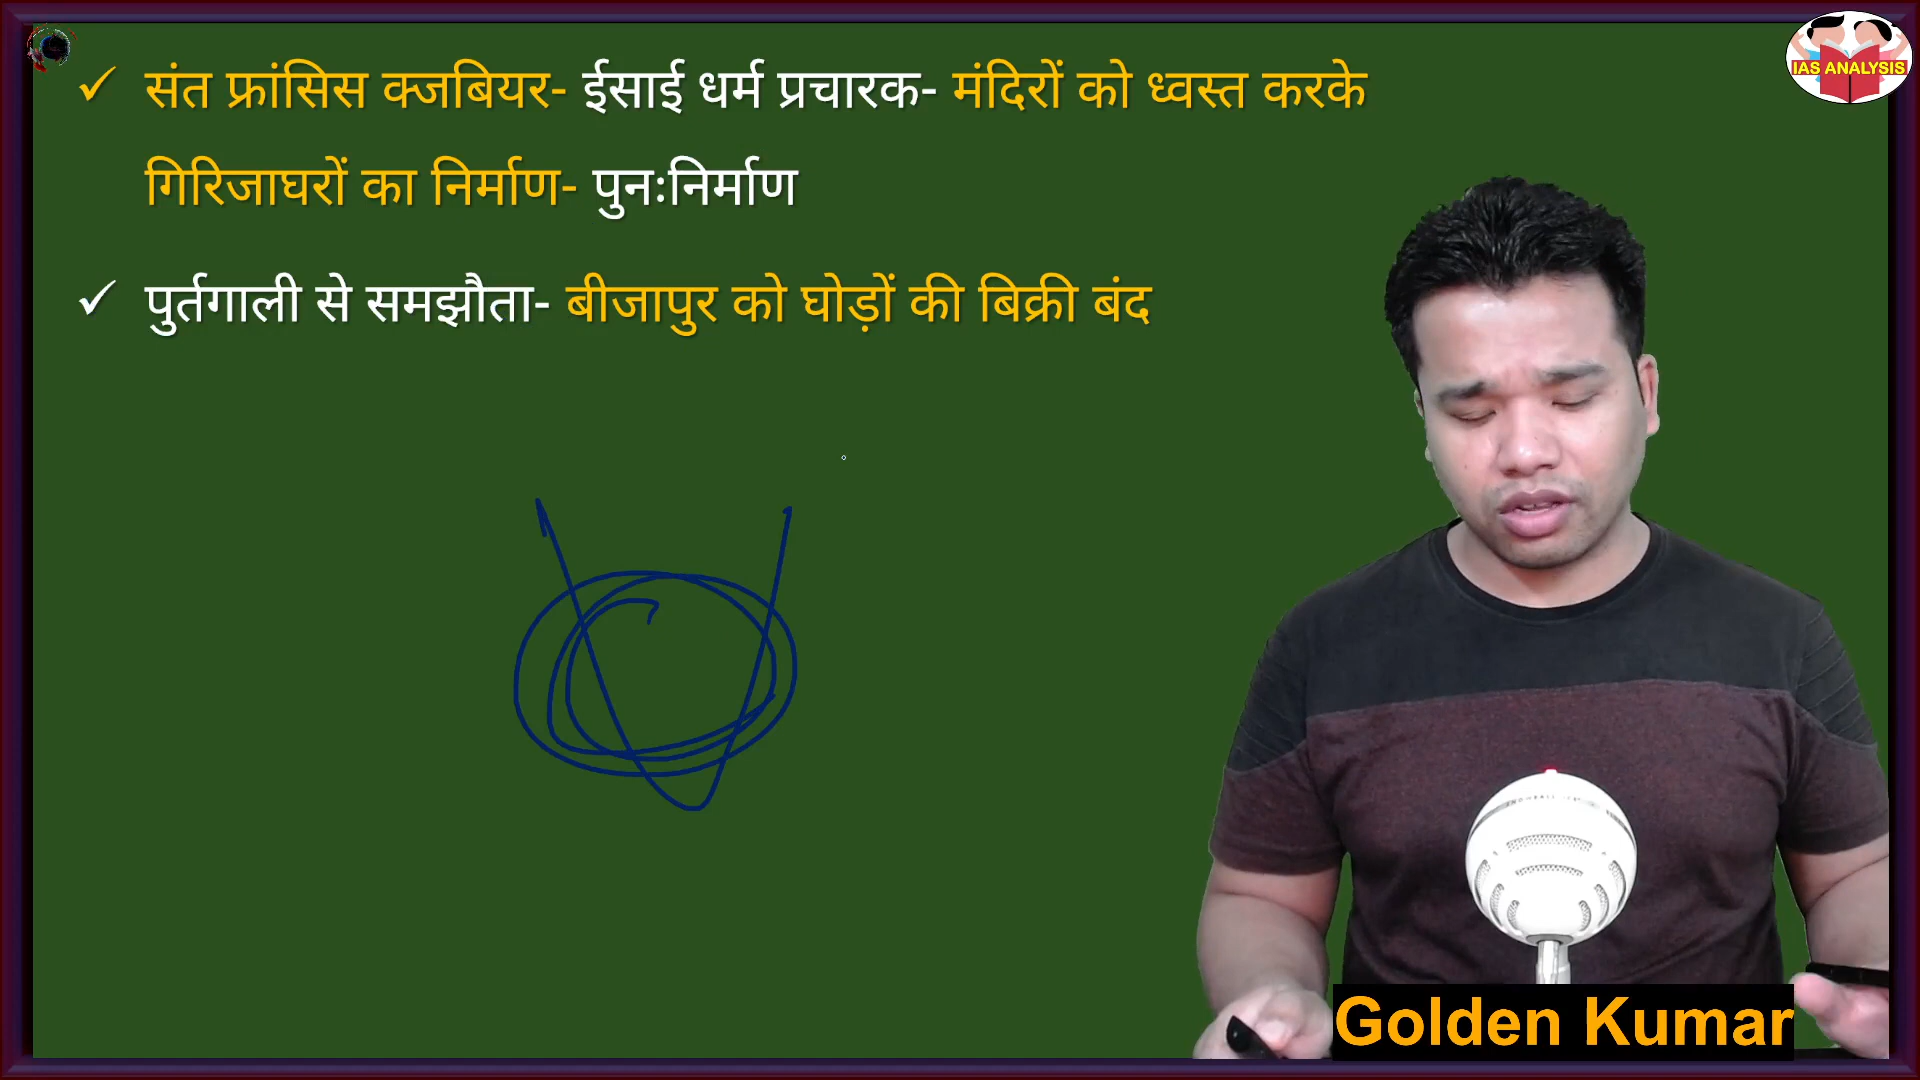 संत फ्रांसिस क्जबियर- ईसाई धर्म प्रचारक- मंदिरों को ध्वस्त करके
गिरिजाघरों का निर्माण- पुनःनिर्माण
पुर्तगाली से समझौता- बीजापुर को घोड़ों की बिक्री बंद
IAS ANALYSIS
Golden Kumar